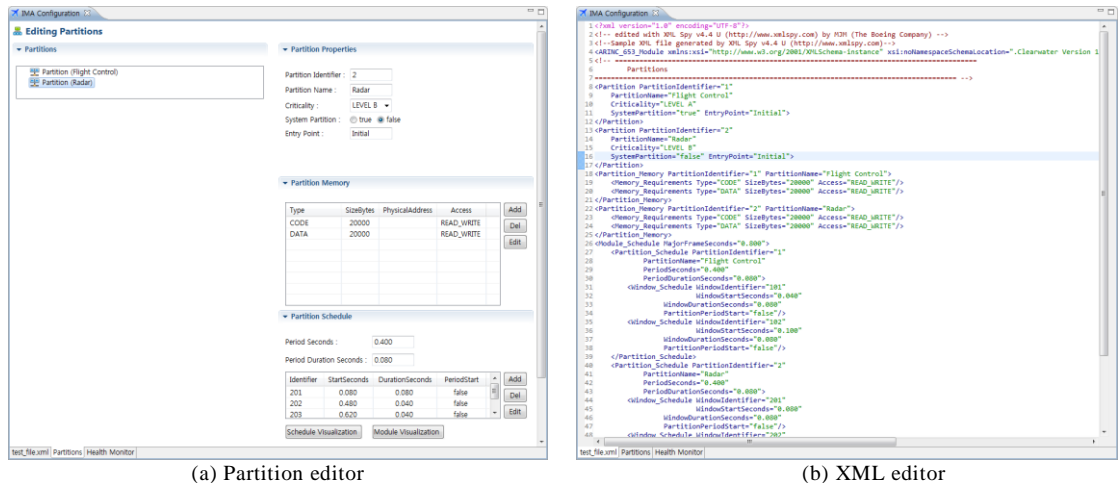 IMA Configuration
Editing Partitions
Partitions
Partition (Flight Control)
Partition (Radar)
Partition Properties
Partition Identifier : 2
Partition Name : Radar
Criticality : LEVEL B
System Partition : true false
Entry Point : Initial
Partition Memory
Type SizeBytes PhysicalAddress Access
CODE 20000 READ_WRITE
DATA 20000 READ_WRITE
Add
Del
Edit
Partition Schedule
Period Seconds : 0.400
Period Duration Seconds : 0.080
Identifier StartSeconds DurationSeconds PeriodStart
201 0.080 0.080 false
202 0.480 0.040 false
203 0.620 0.040 false
Add
Del
Edit
Schedule Visualization Module Visualization
test_file.xml Partitions Health Monitor
(a) Partition editor
IMA Configuration
1 <?xml version="1.0" encoding="UTF-8"?>
2 <!-- edited with XML Spy v4.4 U (http://www.xmlspy.com) by MJM (The Boeing Company) -->
3 <!--Sample XML file generated by XML Spy v4.4 U (http://www.xmlspy.com)-->
4 <ARINC_653_Module xmlns:xsi="http://www.w3.org/2001/XMLSchema-instance" xsi:noNamespaceSchemaLocation=".Clearwater Version 1
5 <!-- ================================================================
6 Partitions
7 ================================================================ -->
8 <Partition PartitionIdentifier="1"
9 PartitionName="Flight Control"
10 Criticality="LEVEL A"
11 SystemPartition="true" EntryPoint="Initial">
12 </Partition>
13 <Partition PartitionIdentifier="2"
14 PartitionName="Radar"
15 Criticality="LEVEL B"
16 SystemPartition="false" EntryPoint="Initial">
17 </Partition>
18 <Partition_Memory PartitionIdentifier="1" PartitionName="Flight Control">
19 <Memory_Requirements Type="CODE" SizeBytes="20000" Access="READ_WRITE"/>
20 <Memory_Requirements Type="DATA" SizeBytes="20000" Access="READ_WRITE"/>
21 </Partition_Memory>
22 <Partition_Memory PartitionIdentifier="2" PartitionName="Radar">
23 <Memory_Requirements Type="CODE" SizeBytes="20000" Access="READ_WRITE"/>
24 <Memory_Requirements Type="DATA" SizeBytes="20000" Access="READ_WRITE"/>
25 </Partition_Memory>
26 <Module_Schedule MajorFrameSeconds="0.800">
27 <Partition_Schedule PartitionIdentifier="1"
28 PartitionName="Flight Control"
29 PeriodSeconds="0.400"
30 PeriodDurationSeconds="0.080">
31 <Window_Schedule WindowIdentifier="101"
32 WindowStartSeconds="0.040"
33 WindowDurationSeconds="0.080"
34 PartitionPeriodStart="false"/>
35 <Window_Schedule WindowIdentifier="102"
36 WindowStartSeconds="0.100"
37 WindowDurationSeconds="0.080"
38 PartitionPeriodStart="false"/>
39 </Partition_Schedule>
40 <Partition_Schedule PartitionIdentifier="2"
41 PartitionName="Radar"
42 PeriodSeconds="0.400"
43 PeriodDurationSeconds="0.080">
44 <Window_Schedule WindowIdentifier="201"
45 WindowStartSeconds="0.080"
46 WindowDurationSeconds="0.080"
47 PartitionPeriodStart="false"/>
48 <Window_Schedule WindowIdentifier="202"
test_file.xml Partitions Health Monitor
(b) XML editor